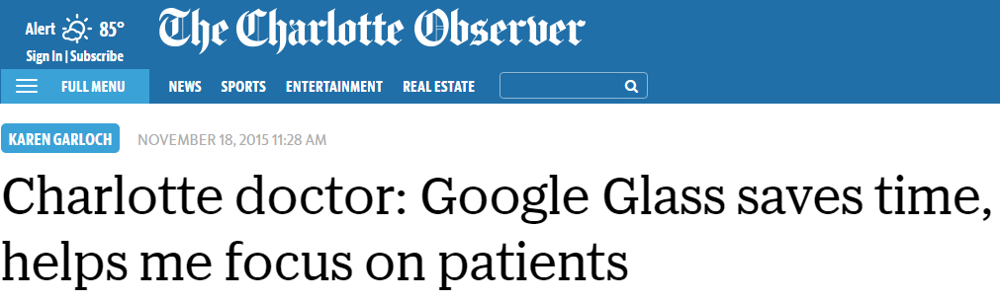 The Charlotte Observer
Alert 85°
Sign In | Subscribe
FULL MENU NEWS SPORTS ENTERTAINMENT REAL ESTATE
KAREN GARLOCH NOVEMBER 18, 2015 11:28 AM
Charlotte doctor: Google Glass saves time,
helps me focus on patients